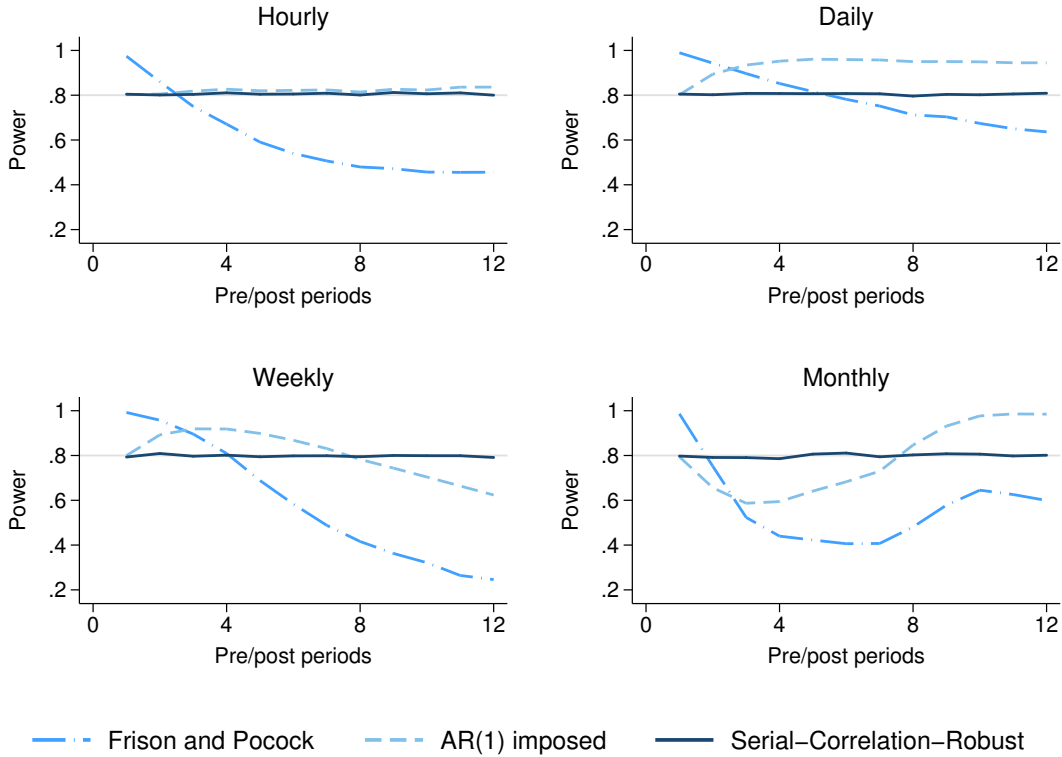 Hourly
Daily
Power
1
.8
.6
.4
.2
0
4
8
12
Pre/post periods
Power
1
.8
.6
.4
.2
0
4
8
12
Pre/post periods
Weekly
Monthly
Power
1
.8
.6
.4
.2
0
4
8
12
Pre/post periods
Power
1
.8
.6
.4
.2
0
4
8
12
Pre/post periods
Frison and Pocock
AR(1) imposed
Serial−Correlation−Robust